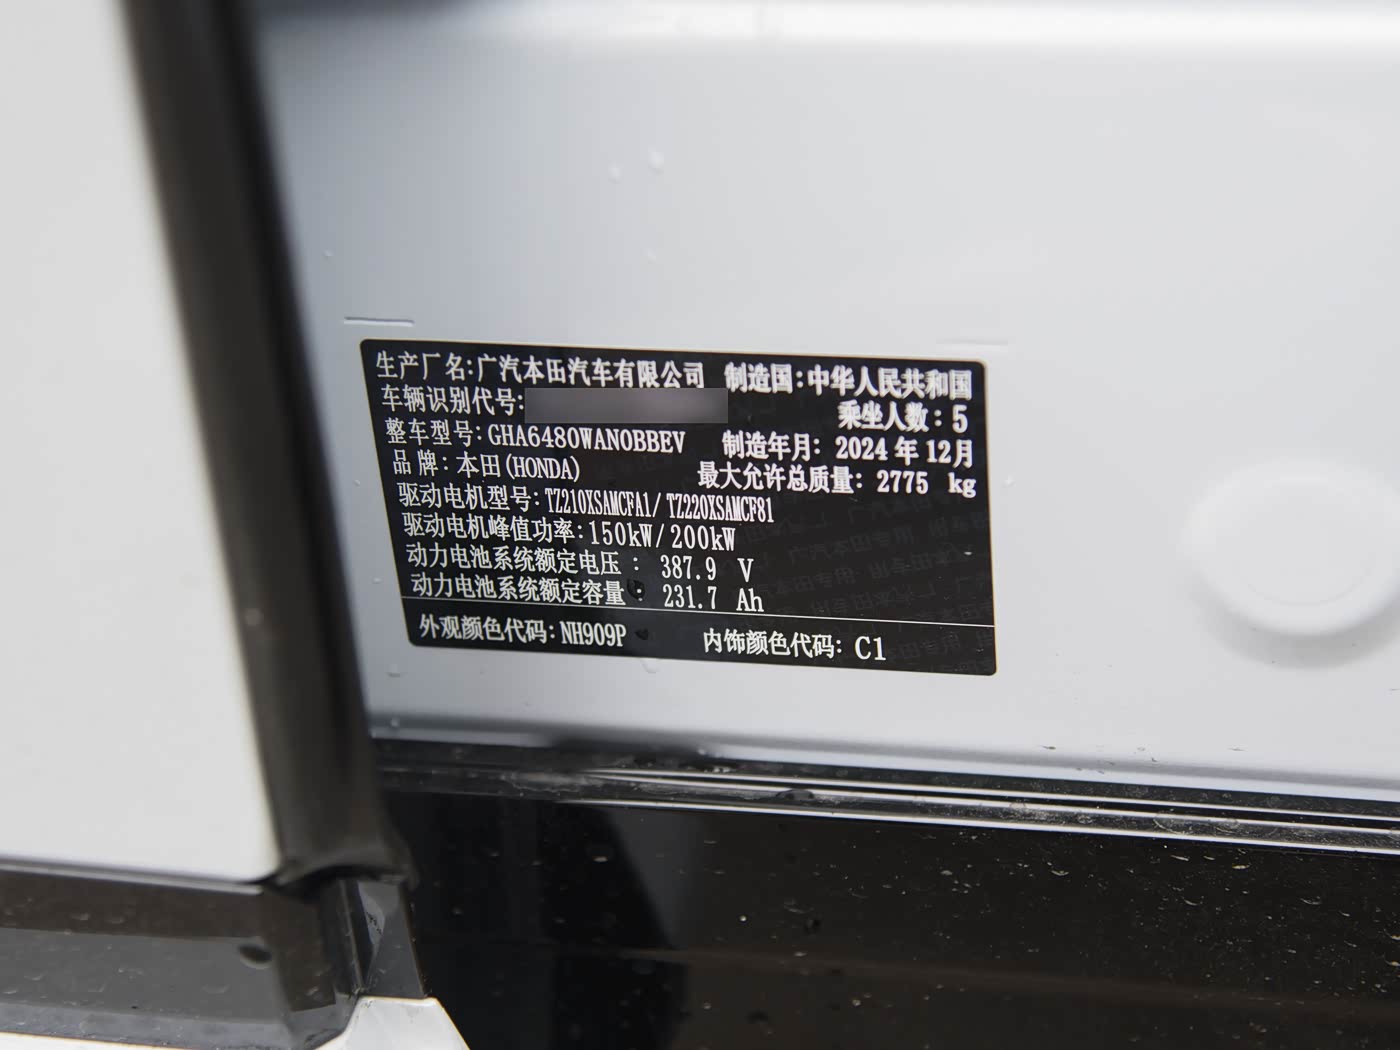 生产厂名:广汽本田汽车有限公司 制造国:中华人民共和国
车辆识别代号: 乘坐人数: 5
整车型号: GHA6480WAN0BBEV 制造年月: 2024 年 12月
品 牌: 本田(HONDA) 最大允许总质量: 2775 kg
驱动电机型号: TZ210XSAMCFA1/ TZ220XSAMCF81
驱动电机峰值功率: 150kW/ 200kW
动力电池系统额定电压 : 387.9 V
动力电池系统额定容量 : 231.7 Ah
外观颜色代码: NH909P 内饰颜色代码: C1